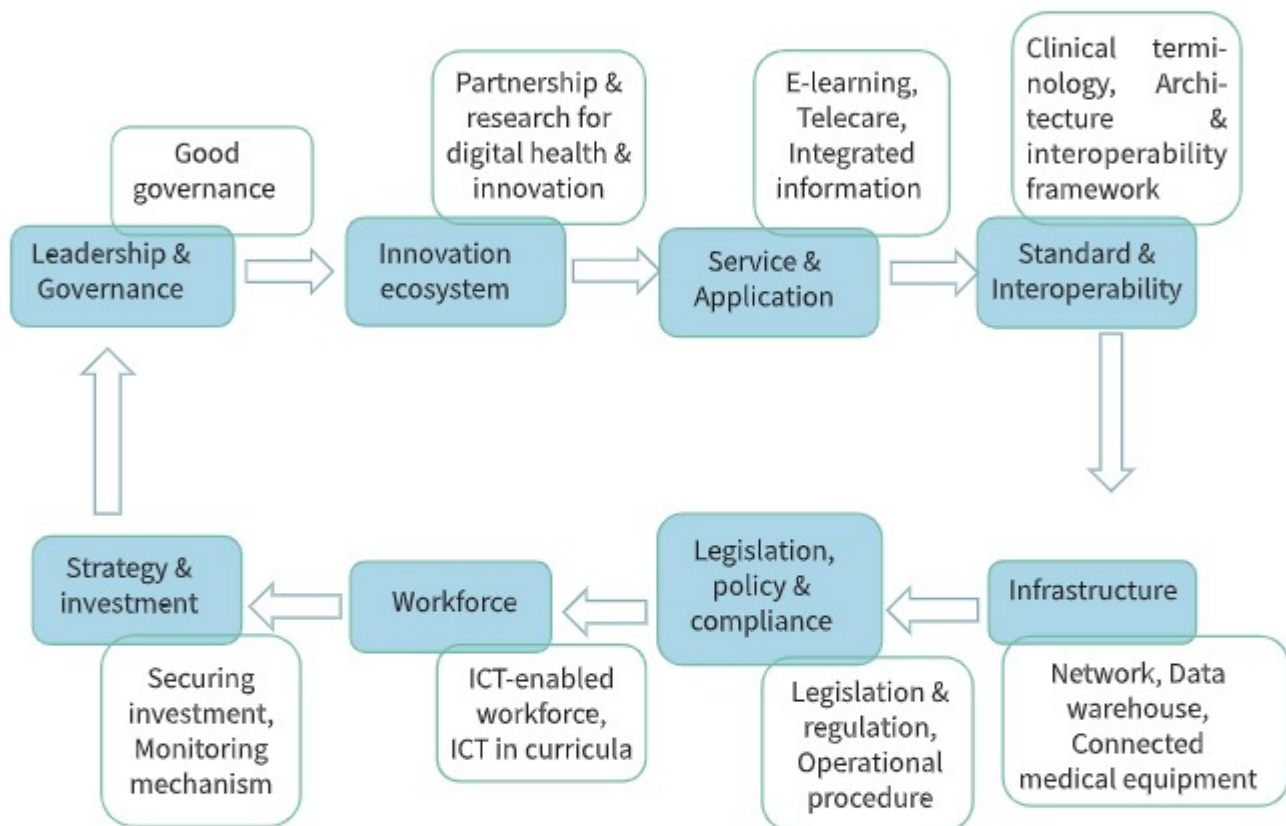 Good
governance
Leadership &
Governance
Partnership &
research for
digital health &
innovation
Innovation
ecosystem
E-learning,
Telecare,
Integrated
information
Service &
Application
Clinical termi-
nology, Archi-
tecture &
interoperability
framework
Standard &
Interoperability
Infrastructure
Network, Data
warehouse,
Connected
medical equipment
Legislation,
policy &
compliance
Legislation &
regulation,
Operational
procedure
Workforce
ICT-enabled
workforce,
ICT in curricula
Strategy &
investment
Securing
investment,
Monitoring
mechanism